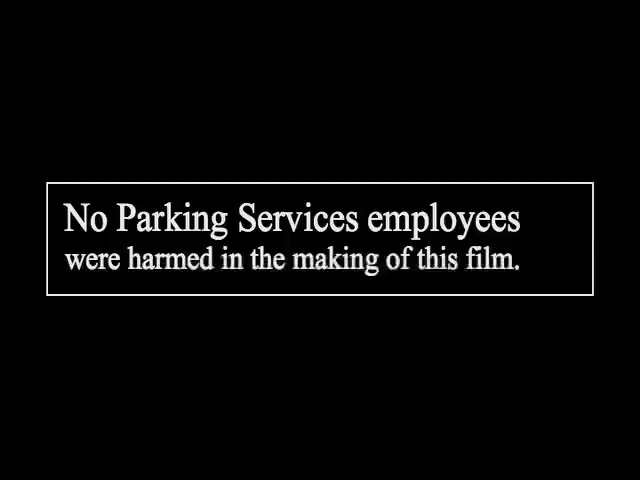 No Parking Services employees
were harmed in the making of this film.